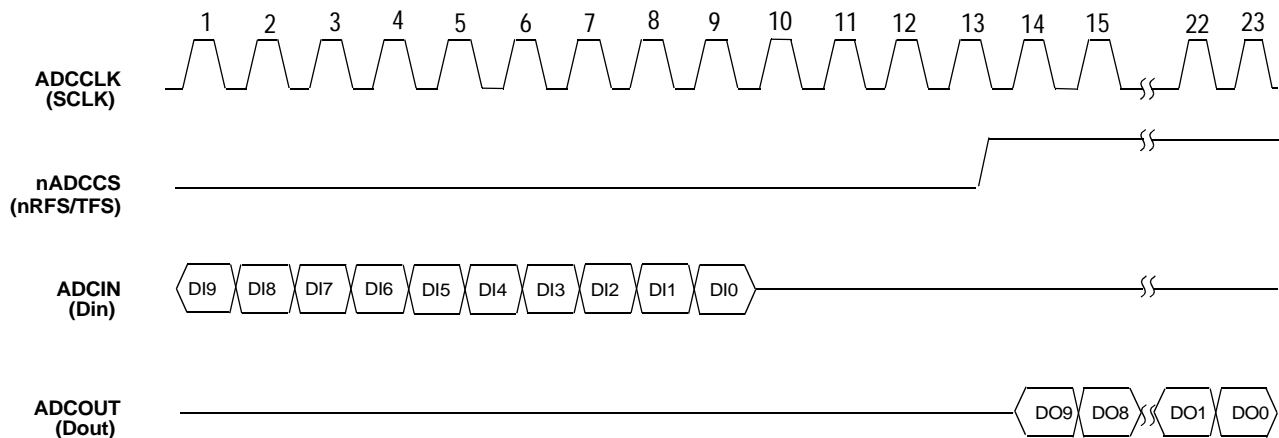 1 2 3 4 5 6 7 8 9 10 11 12 13 14 15 22 23
ADCCLK
(SCLK)
nADCCS
(nRFS/TFS)
ADCIN
(Din)
DI9 DI8 DI7 DI6 DI5 DI4 DI3 DI2 DI1 DI0
ADCOUT
(Dout)
DO9 DO8 DO1 DO0